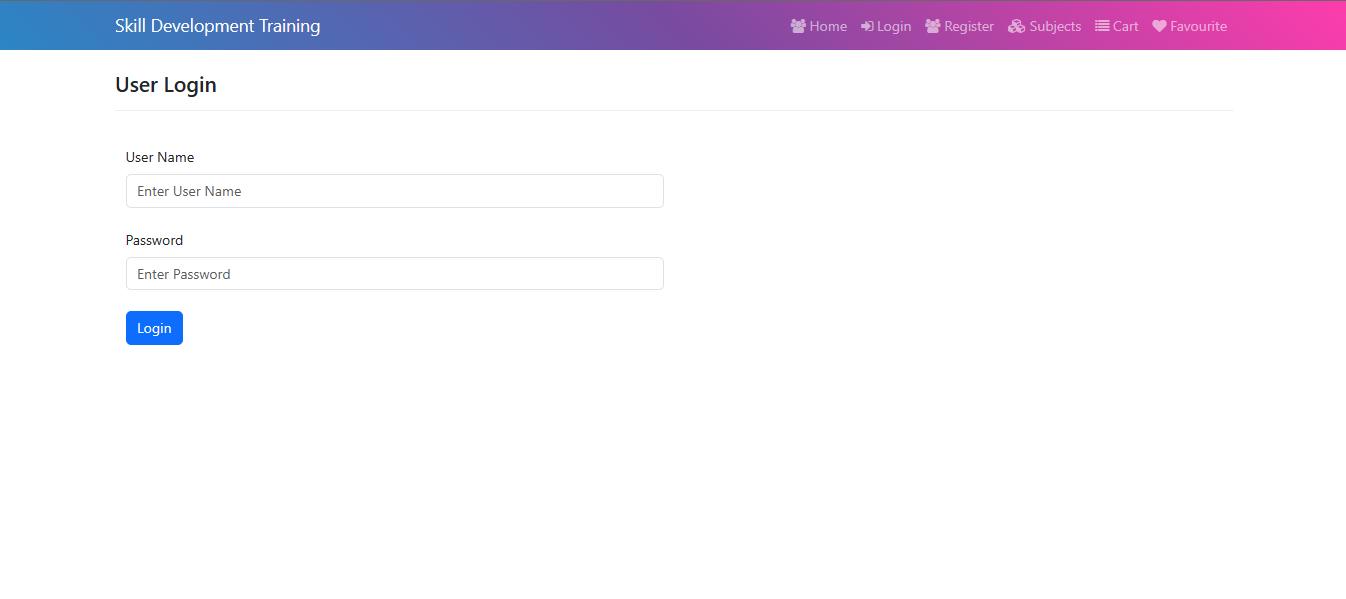 Skill Development Training Home Login Register Subjects Cart Favourite
User Login
User Name
Enter User Name
Password
Enter Password
Login